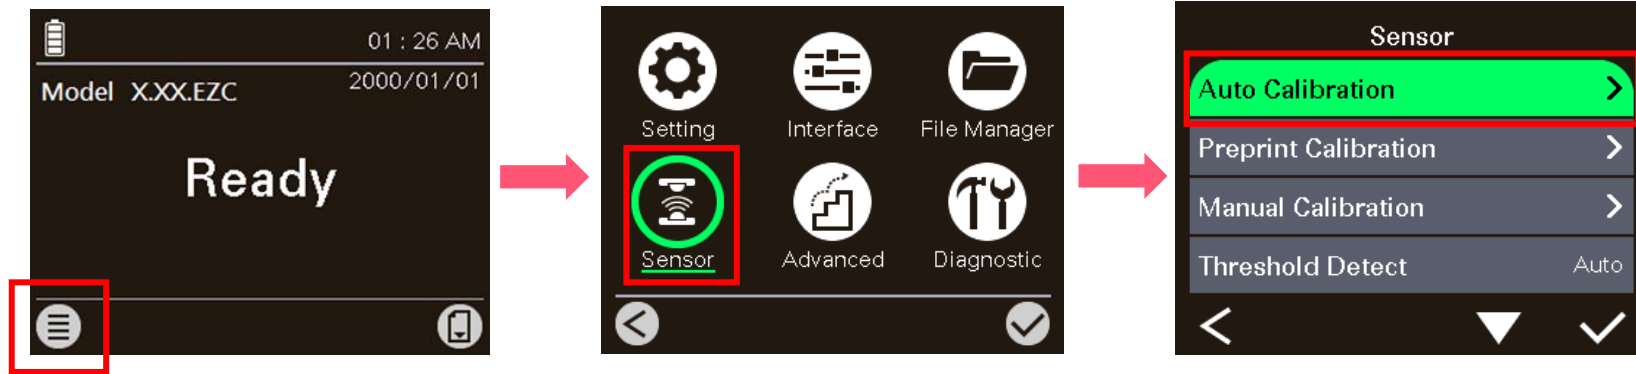 01 : 26 AM
Model X.XX.EZC
2000/01/01
Ready
Setting
Interface
File Manager
Sensor
Advanced
Diagnostic
Sensor
Auto Calibration
Preprint Calibration
Manual Calibration
Threshold Detect
Auto